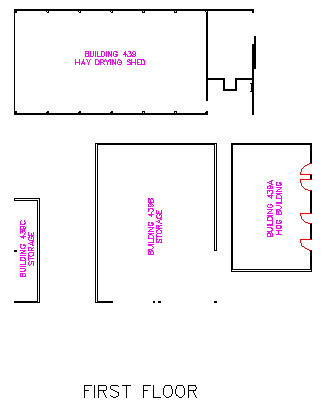 BUILDING 439
HAY DRYING SHED
BUILDING 439C
STORAGE
BUILDING 439B
STORAGE
BUILDING 439A
HOG BUILDING
FIRST FLOOR